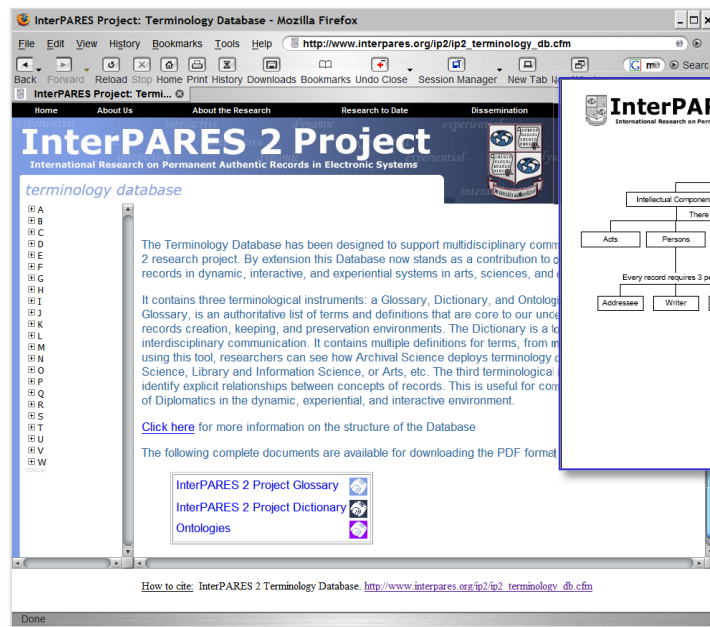 InterPARES Project: Terminology Database - Mozilla Firefox
File Edit View History Bookmarks Tools Help http://www.interpares.org/ip2/ip2_terminology_db.cfm
Back Forward Reload Stop Home Print History Downloads Bookmarks Undo Close Session Manager New Tab
InterPARES Project: Termi...
Home About Us About the Research Research to Date Dissemination
InterPARES 2 Project
International Research on Permanent Authentic Records in Electronic Systems
terminology database
A
B
C
D
E
F
G
H
I
J
K
L
M
N
O
P
Q
R
S
T
U
V
W
The Terminology Database has been designed to support multidisciplinary
2 research project. By extension this Database now stands as a contribution to
records in dynamic, interactive, and experiential systems in arts, sciences, and
It contains three terminological instruments: a Glossary, Dictionary, and
Glossary, is an authoritative list of terms and definitions that are core to our
records creation, keeping, and preservation environments. The Dictionary is a
interdisciplinary communication. It contains multiple definitions for terms, from
using this tool, researchers can see how Archival Science deploys terminology
Science, Library and Information Science, or Arts, etc. The third terminological
identify explicit relationships between concepts of records. This is useful for
of Diplomatics in the dynamic, experiential, and interactive environment.
Click here for more information on the structure of the Database
The following complete documents are available for downloading the PDF format
InterPARES 2 Project Glossary
InterPARES 2 Project Dictionary
Ontologies
How to cite: InterPARES 2 Terminology Database. http://www.interpares.org/ip2/ip2_terminology_db.cfm
Done
InterPAR
International Research on
Intellectual Componen
There
Acts Persons
Every record requires 3
Addressee Writer